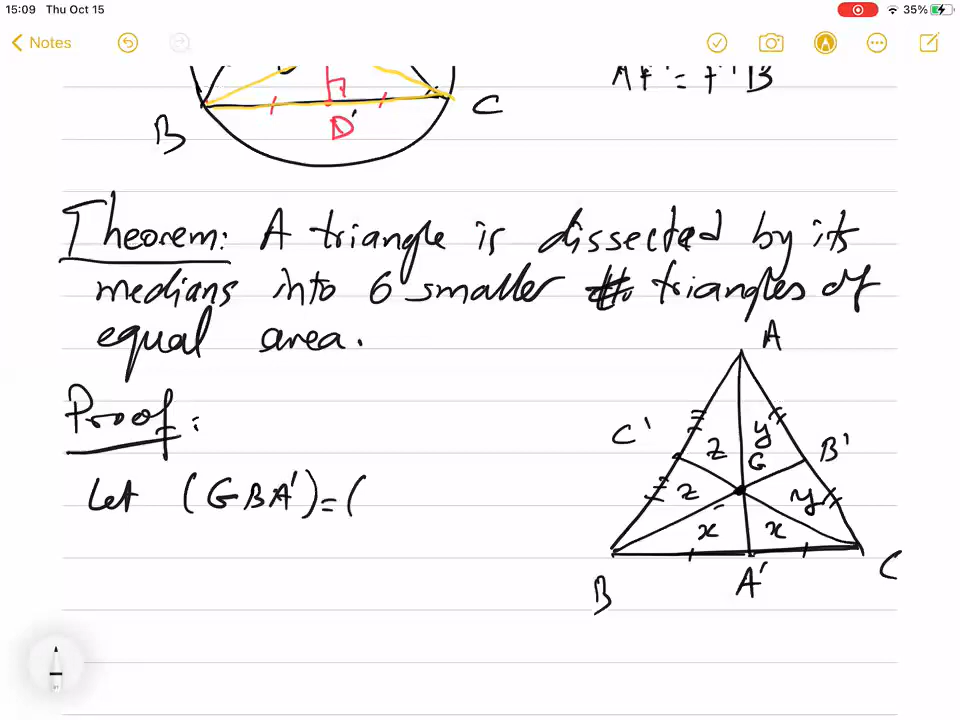 15:09 Thu Oct 15
35%
Notes
AF' = F'B
B
D'
C
Theorem: A triangle is dissected by its
medians into 6 smaller triangles of
equal area.
A
Proof:
C'
z
y
G
B'
Let (GBA') = (
z
y
x
x
B
A'
C